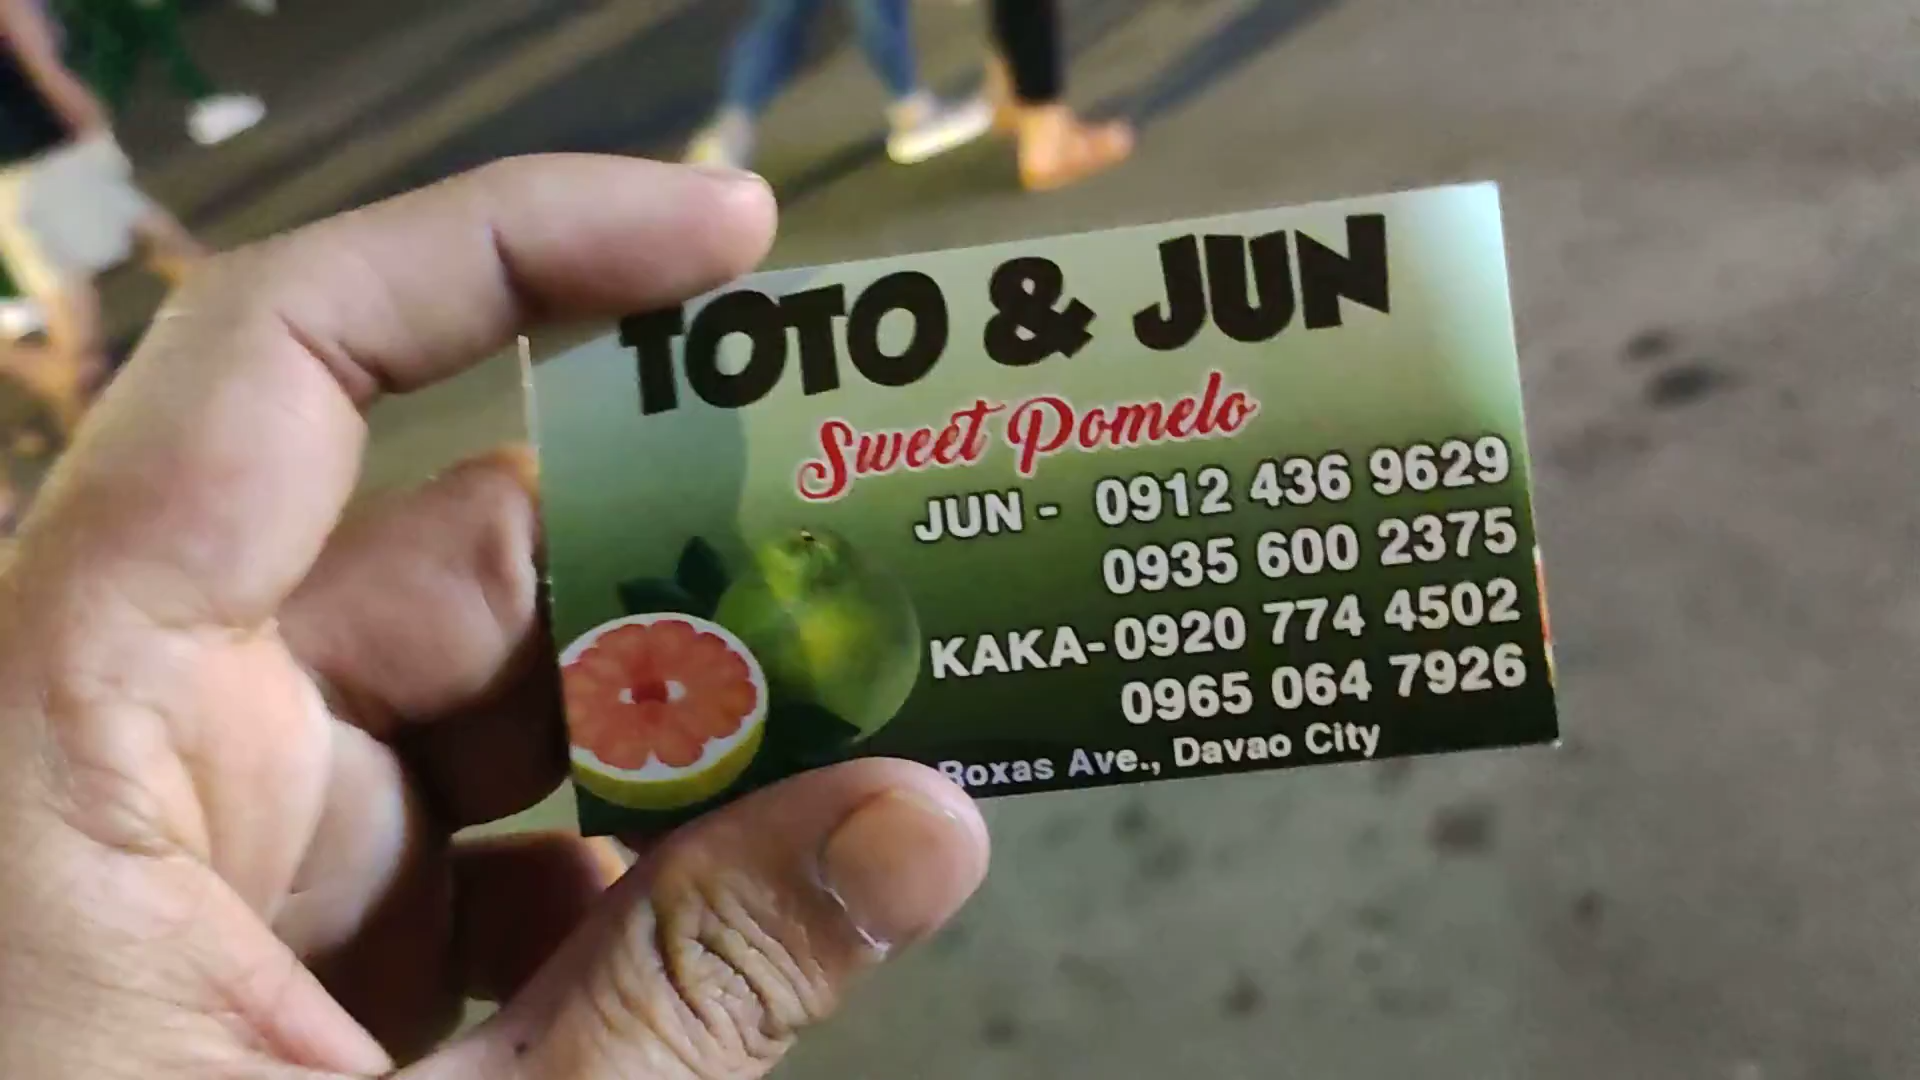 TOTO & JUN
Sweet Pomelo
JUN - 0912 436 9629
0935 600 2375
KAKA-0920 774 4502
0965 064 7926
Roxas Ave., Davao City